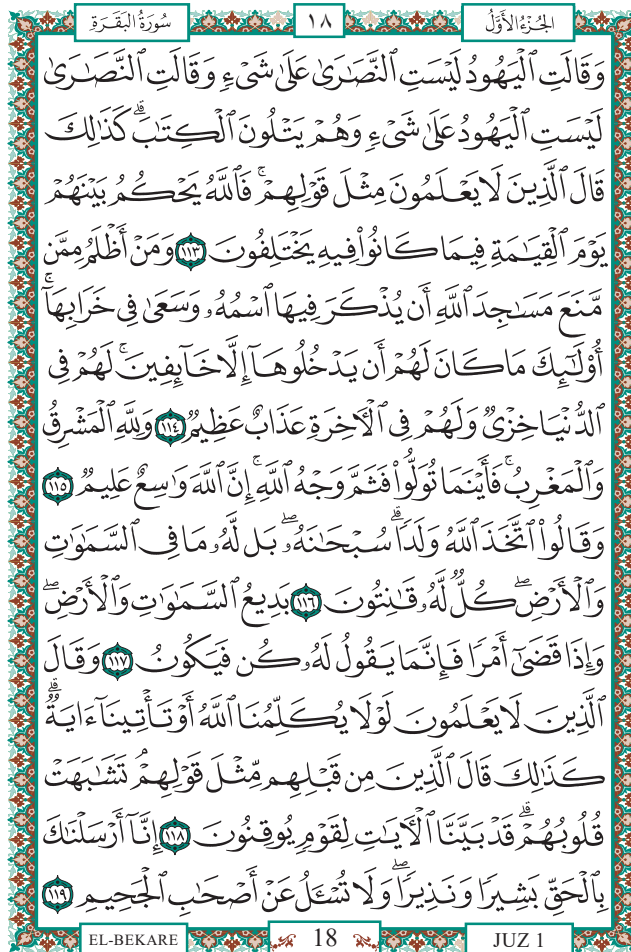 الجُزْءُ الأَوَّلُ ١٨ سُورَةُ البَقَرَةِ
وَقَالَتِ ٱلْيَهُودُ لَيْسَتِ ٱلنَّصَٰرَىٰ عَلَىٰ شَىْءٍ وَقَالَتِ ٱلنَّصَٰرَىٰ
لَيْسَتِ ٱلْيَهُودُ عَلَىٰ شَىْءٍ وَهُمْ يَتْلُونَ ٱلْكِتَٰبَۗ كَذَٰلِكَ
قَالَ ٱلَّذِينَ لَا يَعْلَمُونَ مِثْلَ قَوْلِهِمْۚ فَٱللَّهُ يَحْكُمُ بَيْنَهُمْ
يَوْمَ ٱلْقِيَٰمَةِ فِيمَا كَانُوا۟ فِيهِ يَخْتَلِفُونَ ١١٣ وَمَنْ أَظْلَمُ مِمَّن
مَّنَعَ مَسَٰجِدَ ٱللَّهِ أَن يُذْكَرَ فِيهَا ٱسْمُهُۥ وَسَعَىٰ فِى خَرَابِهَآۚ
أُو۟لَٰٓئِكَ مَا كَانَ لَهُمْ أَن يَدْخُلُوهَآ إِلَّا خَآئِفِينَۚ لَهُمْ فِى
ٱلدُّنْيَا خِزْىٌ وَلَهُمْ فِى ٱلْءَاخِرَةِ عَذَابٌ عَظِيمٌ ١١٤ وَلِلَّهِ ٱلْمَشْرِقُ
وَٱلْمَغْرِبُۚ فَأَيْنَمَا تُوَلُّوا۟ فَثَمَّ وَجْهُ ٱللَّهِۚ إِنَّ ٱللَّهَ وَٰسِعٌ عَلِيمٌ ١١٥
وَقَالُوا۟ ٱتَّخَذَ ٱللَّهُ وَلَدًاۗ سُبْحَٰنَهُۥۖ بَل لَّهُۥ مَا فِى ٱلسَّمَٰوَٰتِ
وَٱلْأَرْضِۖ كُلٌّ لَّهُۥ قَٰنِتُونَ ١١٦ بَدِيعُ ٱلسَّمَٰوَٰتِ وَٱلْأَرْضِۖ
وَإِذَا قَضَىٰٓ أَمْرًا فَإِنَّمَا يَقُولُ لَهُۥ كُن فَيَكُونُ ١١٧ وَقَالَ
ٱلَّذِينَ لَا يَعْلَمُونَ لَوْلَا يُكَلِّمُنَا ٱللَّهُ أَوْ تَأْتِينَآ ءَايَةٌۗ
كَذَٰلِكَ قَالَ ٱلَّذِينَ مِن قَبْلِهِم مِّثْلَ قَوْلِهِمْۘ تَشَٰبَهَتْ
قُلُوبُهُمْۗ قَدْ بَيَّنَّا ٱلْءَايَٰتِ لِقَوْمٍ يُوقِنُونَ ١١٨ إِنَّآ أَرْسَلْنَٰكَ
بِٱلْحَقِّ بَشِيرًا وَنَذِيرًاۖ وَلَا تُسْـَٔلُ عَنْ أَصْحَٰبِ ٱلْجَحِيمِ ١١٩
EL-BEKARE 18 JUZ 1